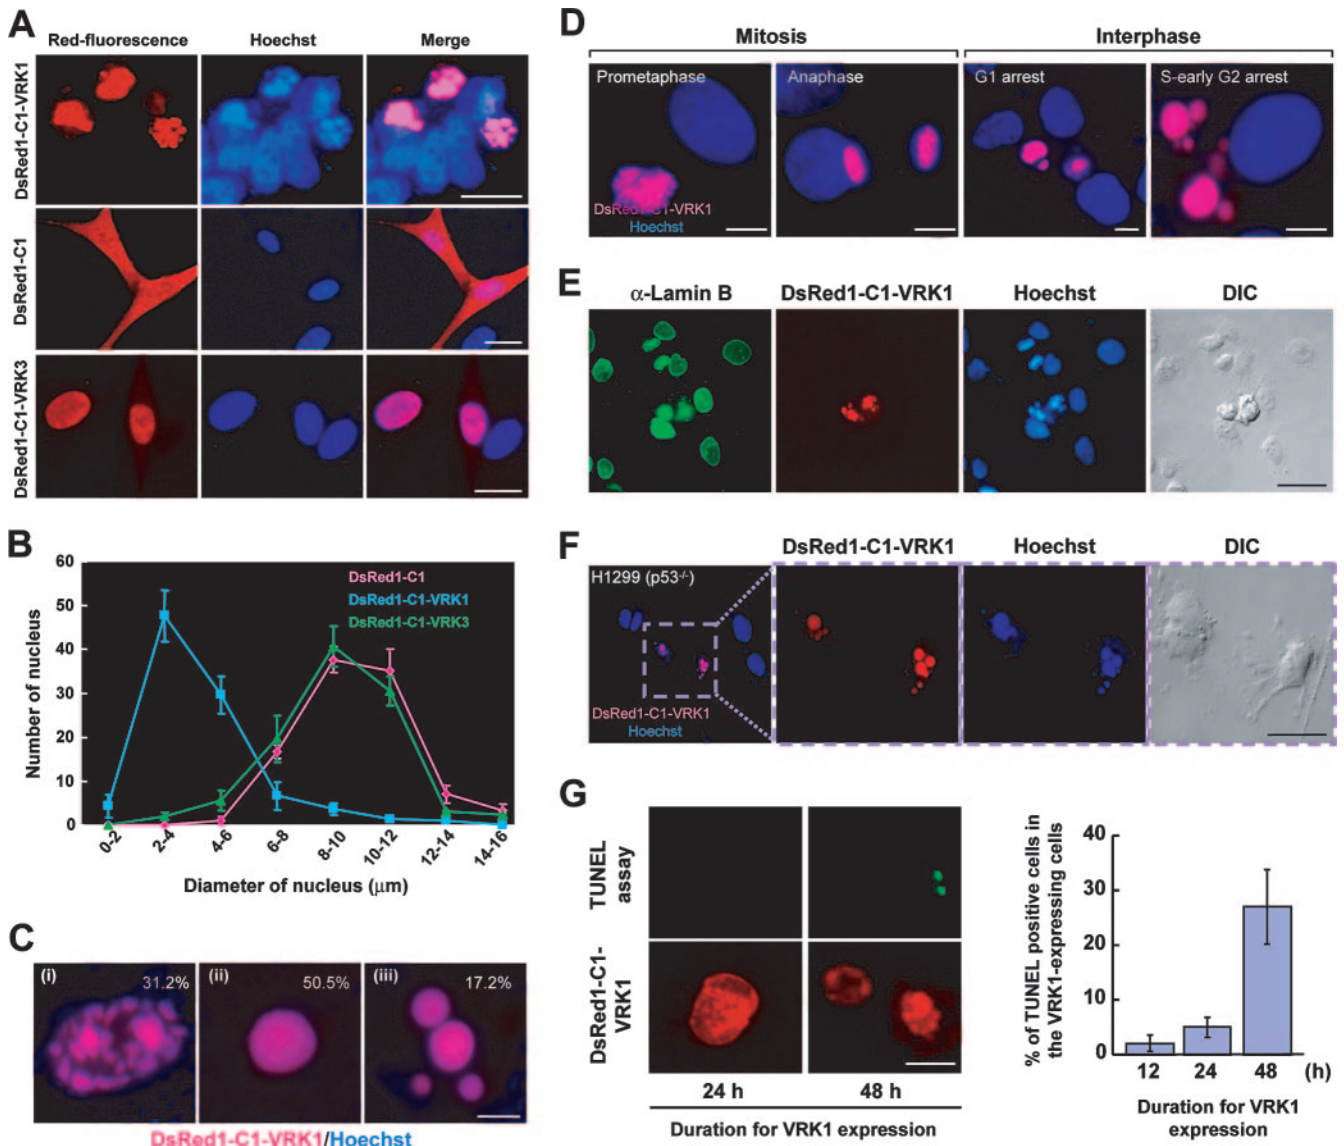 A
Red-fluorescence Hoechst Merge
DsRed1-C1-VRK1
DsRed1-C1
DsRed1-C1-VRK3
B
60
50
40
30
20
10
0
Number of nucleus
DsRed1-C1
DsRed1-C1-VRK1
DsRed1-C1-VRK3
0-2 2-4 4-6 6-8 8-10 10-12 12-14 14-16
Diameter of nucleus (μm)
C
(i) 31.2% (ii) 50.5% (iii) 17.2%
DsRed1-C1-VRK1/Hoechst
D
Mitosis Interphase
Prometaphase Anaphase G1 arrest S-early G2 arrest
DsRed1-C1-VRK1
Hoechst
E
α-Lamin B DsRed1-C1-VRK1 Hoechst DIC
F
DsRed1-C1-VRK1 Hoechst DIC
H1299 (p53-/-)
DsRed1-C1-VRK1
Hoechst
G
TUNEL
assay
DsRed1-C1-
VRK1
24 h 48 h
Duration for VRK1 expression
% of TUNEL positive cells in
the VRK1-expressing cells
40
30
20
10
0
12 24 48 (h)
Duration for VRK1
expression